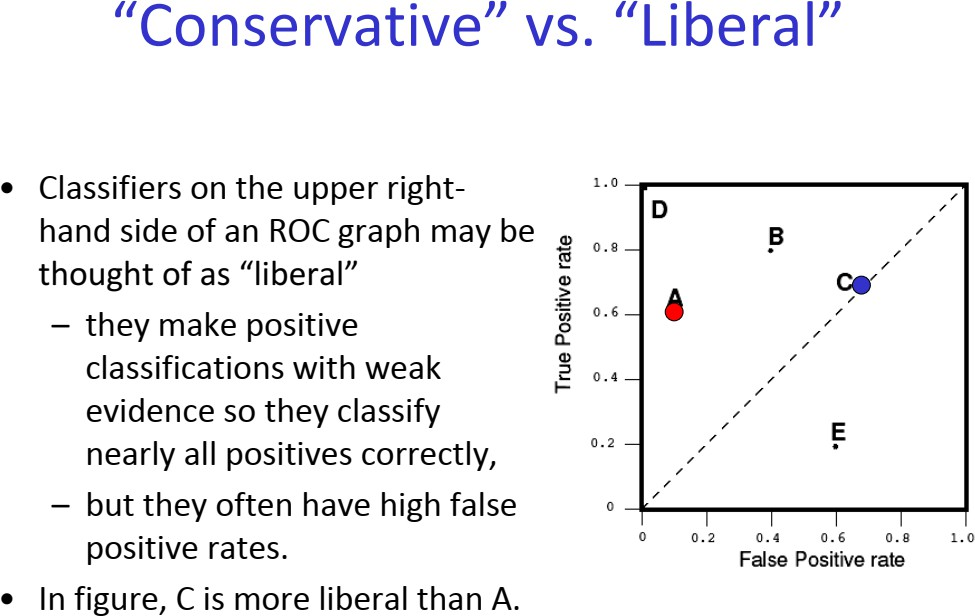 “Conservative” vs. “Liberal”
• Classifiers on the upper right-
hand side of an ROC graph may be
thought of as “liberal”
– they make positive
classifications with weak
evidence so they classify
nearly all positives correctly,
– but they often have high false
positive rates.
• In figure, C is more liberal than A.
1.0
D
B
0.8
C
A
0.6
True Positive rate
0.4
E
0.2
0
0 0.2 0.4 0.6 0.8 1.0
False Positive rate